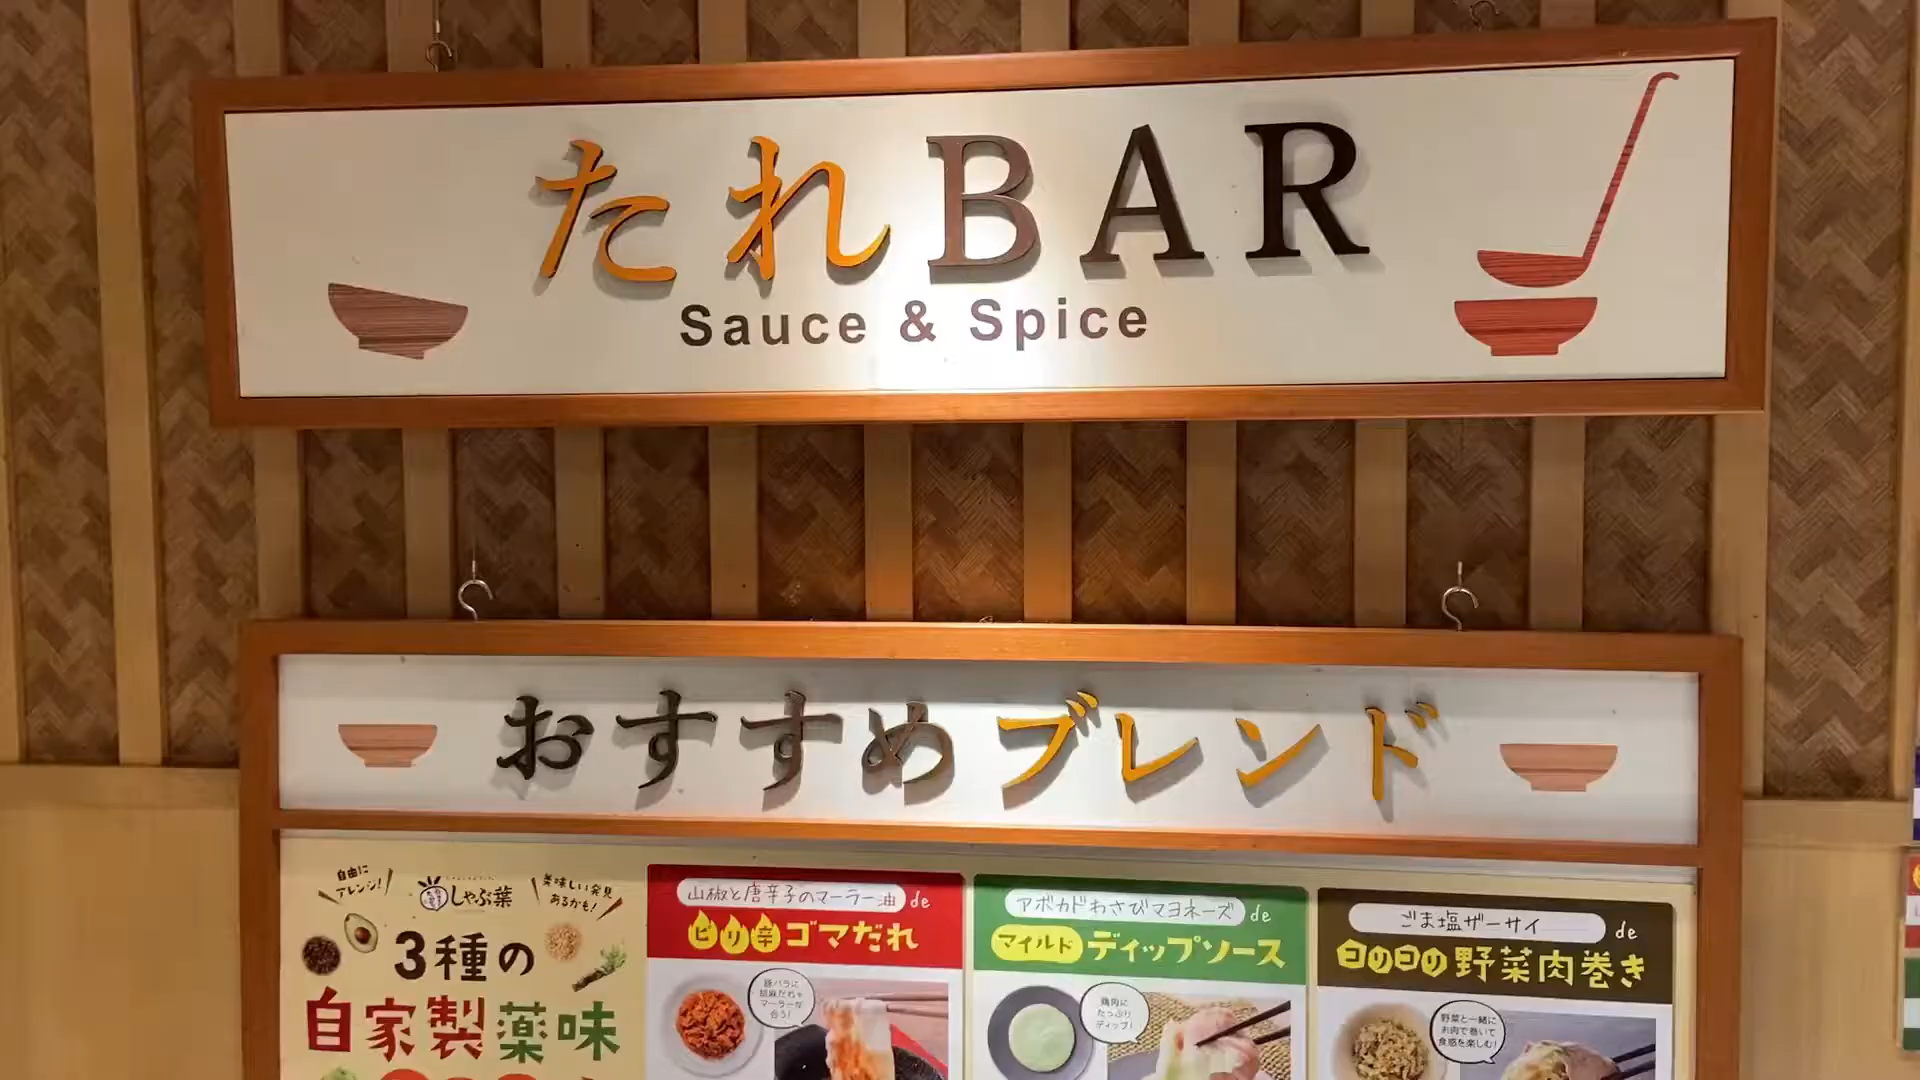 たれBAR
Sauce & Spice
おすすめブレンド
自由に
アレンジ!
しゃぶ葉
美味しい発見
あるかも!
3種の
自家製薬味
山椒と唐辛子のマーラー油 de
ピリ辛ゴマだれ
豚バラに
胡麻だれ×
マーラーが
合う!
アボカドわさびマヨネーズ de
マイルド ディップソース
鶏肉に
たっぷり
ディップ!
ごま塩ザーサイ de
野菜肉巻き
野菜と一緒に
お肉で巻いて
食感を楽しむ!